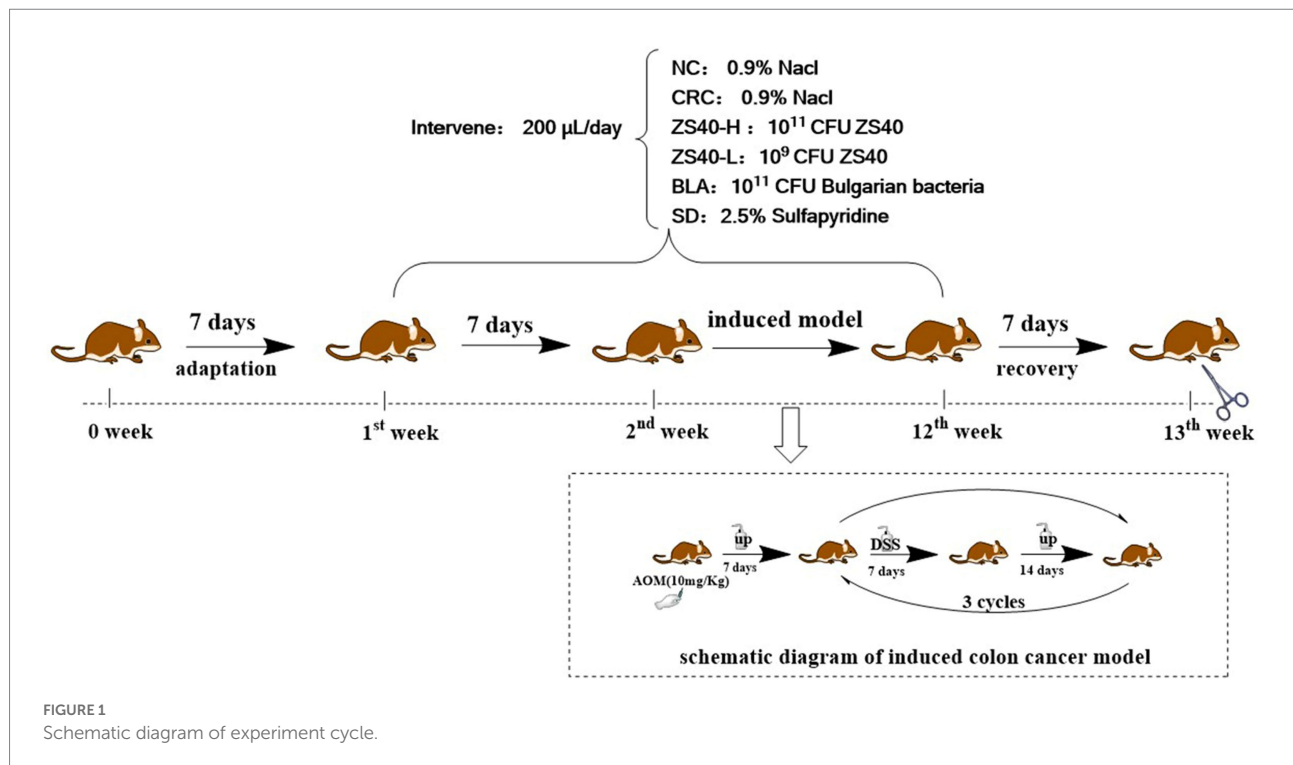 NC： 0.9% Nacl
CRC： 0.9% Nacl
Intervene： 200 µL/day
ZS40-H： 10¹¹ CFU ZS40
ZS40-L： 10⁹ CFU ZS40
BLA： 10¹¹ CFU Bulgarian bacteria
SD： 2.5% Sulfapyridine
7 days
adaptation
7 days
induced model
7 days
recovery
0 week
1st week
2nd week
12th week
13th week
AOM(10mg/Kg)
up
7 days
DSS
7 days
up
14 days
3 cycles
schematic diagram of induced colon cancer model
FIGURE 1
Schematic diagram of experiment cycle.